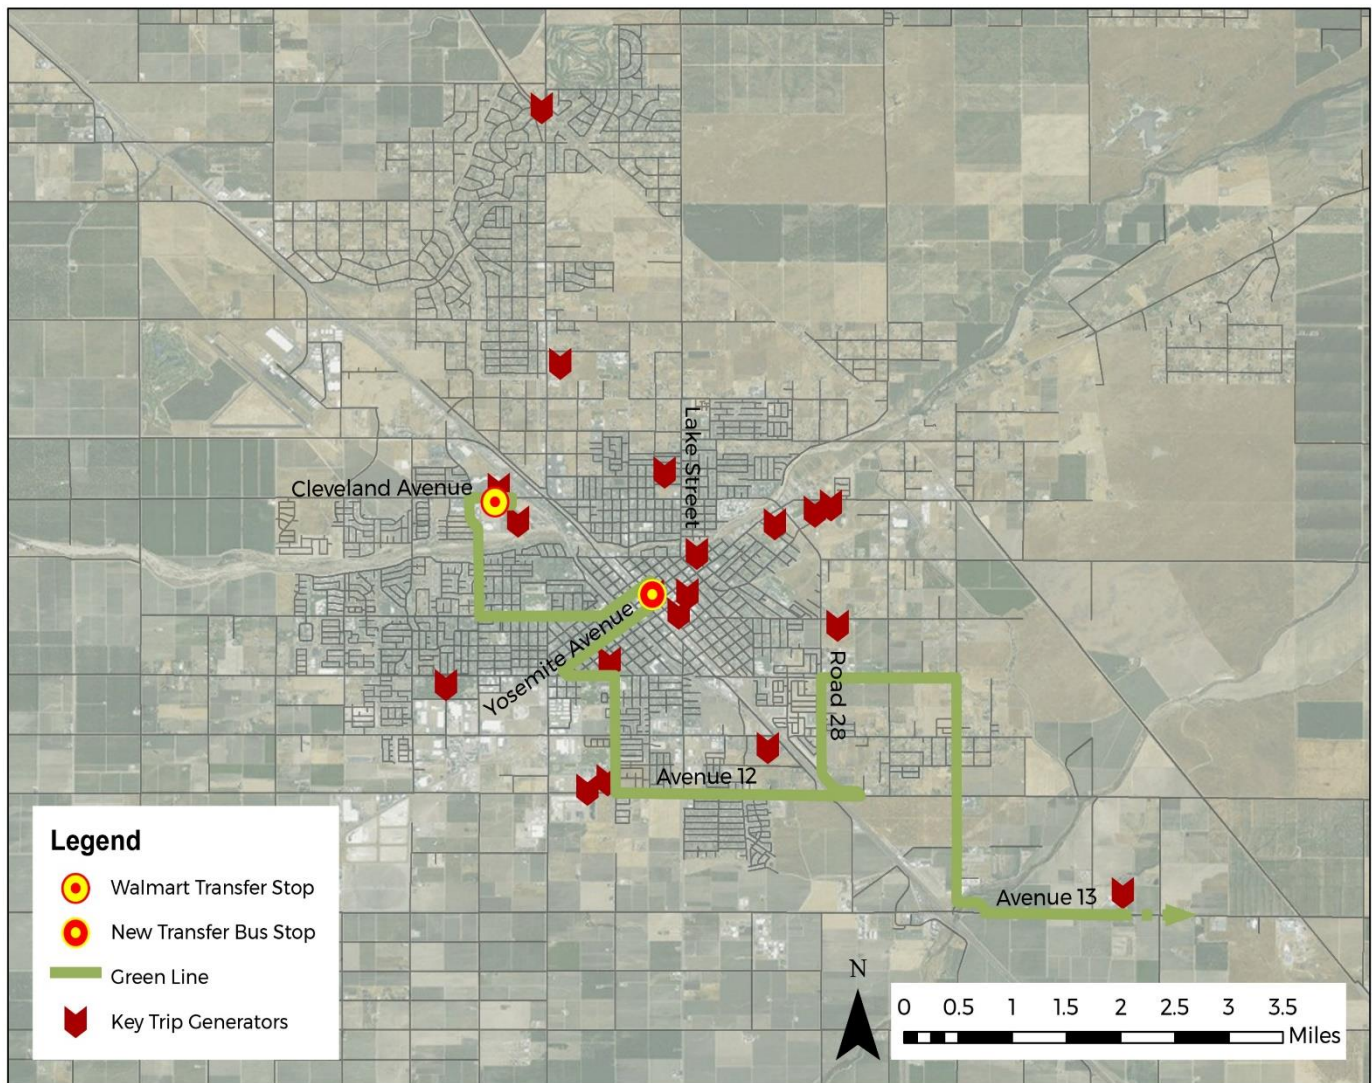 Lake Street
Cleveland Avenue
Yosemite Avenue
Road 28
Avenue 12
Avenue 13
Legend
Walmart Transfer Stop
New Transfer Bus Stop
Green Line
Key Trip Generators
N
0 0.5 1 1.5 2 2.5 3 3.5
Miles